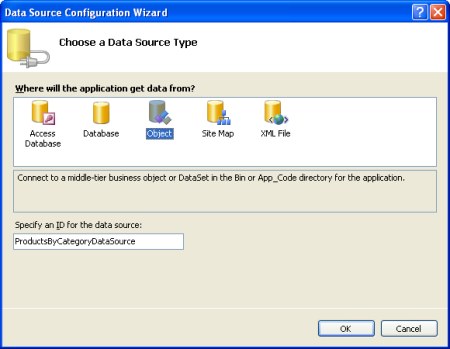 Data Source Configuration Wizard
Choose a Data Source Type
Where will the application get data from?
Access Database
Database
Object
Site Map
XML File
Connect to a middle-tier business object or DataSet in the Bin or App_Code directory for the application.
Specify an ID for the data source:
ProductsByCategoryDataSource
OK
Cancel